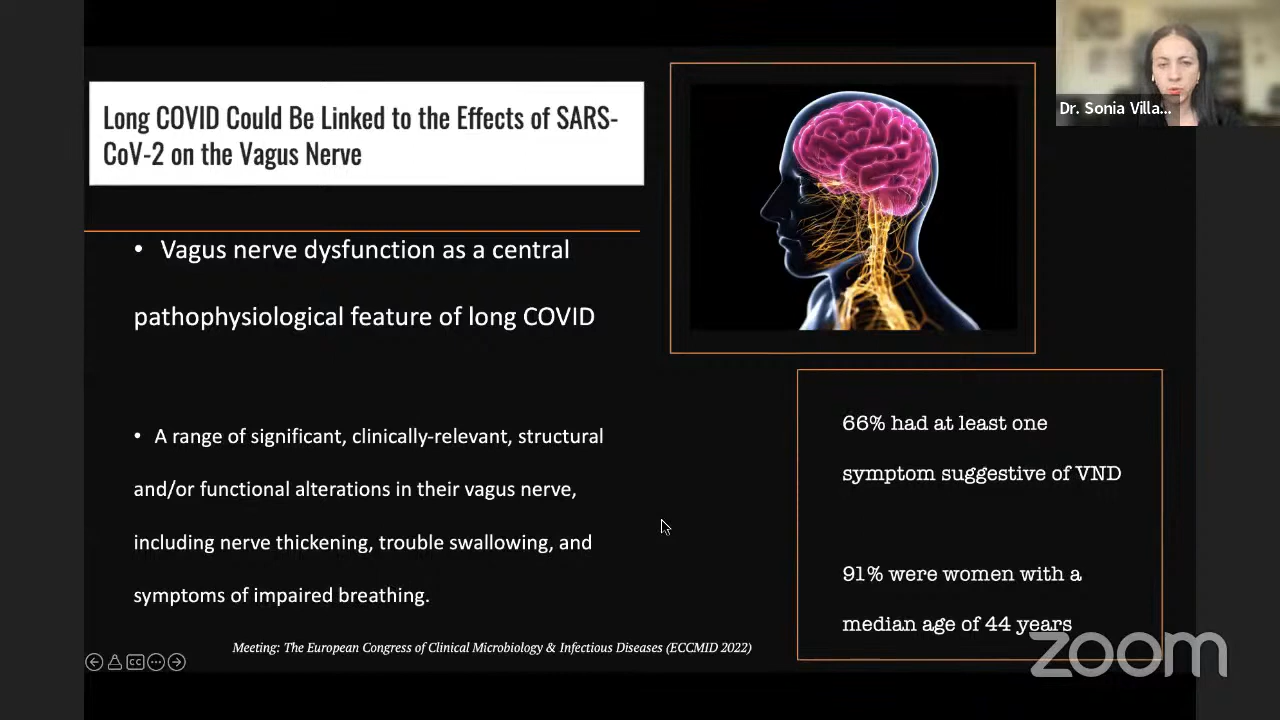 Dr. Sonia Villa...
Long COVID Could Be Linked to the Effects of SARS-
CoV-2 on the Vagus Nerve
• Vagus nerve dysfunction as a central
pathophysiological feature of long COVID
• A range of significant, clinically-relevant, structural
and/or functional alterations in their vagus nerve,
including nerve thickening, trouble swallowing, and
symptoms of impaired breathing.
66% had at least one
symptom suggestive of VND
91% were women with a
median age of 44 years
Meeting: The European Congress of Clinical Microbiology & Infectious Diseases (ECCMID 2022)
CC
zoom